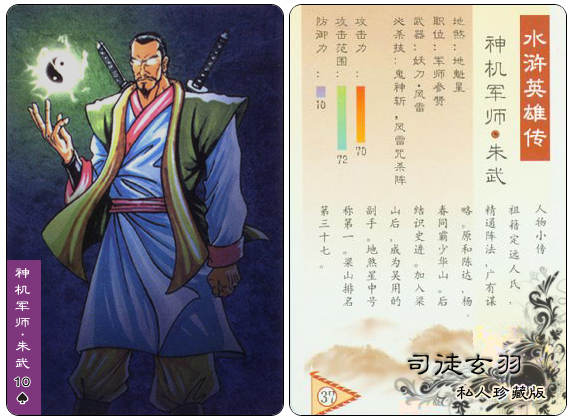 神机军师·朱武
10
水浒英雄传
神机军师·朱武
地煞:地魁星
职位:军师参赞
武器:妖刀·风雷
必杀技:鬼神斩,风雷咒杀阵
攻击力:
70
攻击范围:
72
防御力:
10
人物小传
祖籍定远人氏,
精通阵法,广有谋
略。原和陈达、杨
春同霸少华山。后
结识史进。加入梁
山后,成为吴用的
副手。地煞星中号
称第一。梁山排名
第三十七。
37
司徒玄羽
私人珍藏版